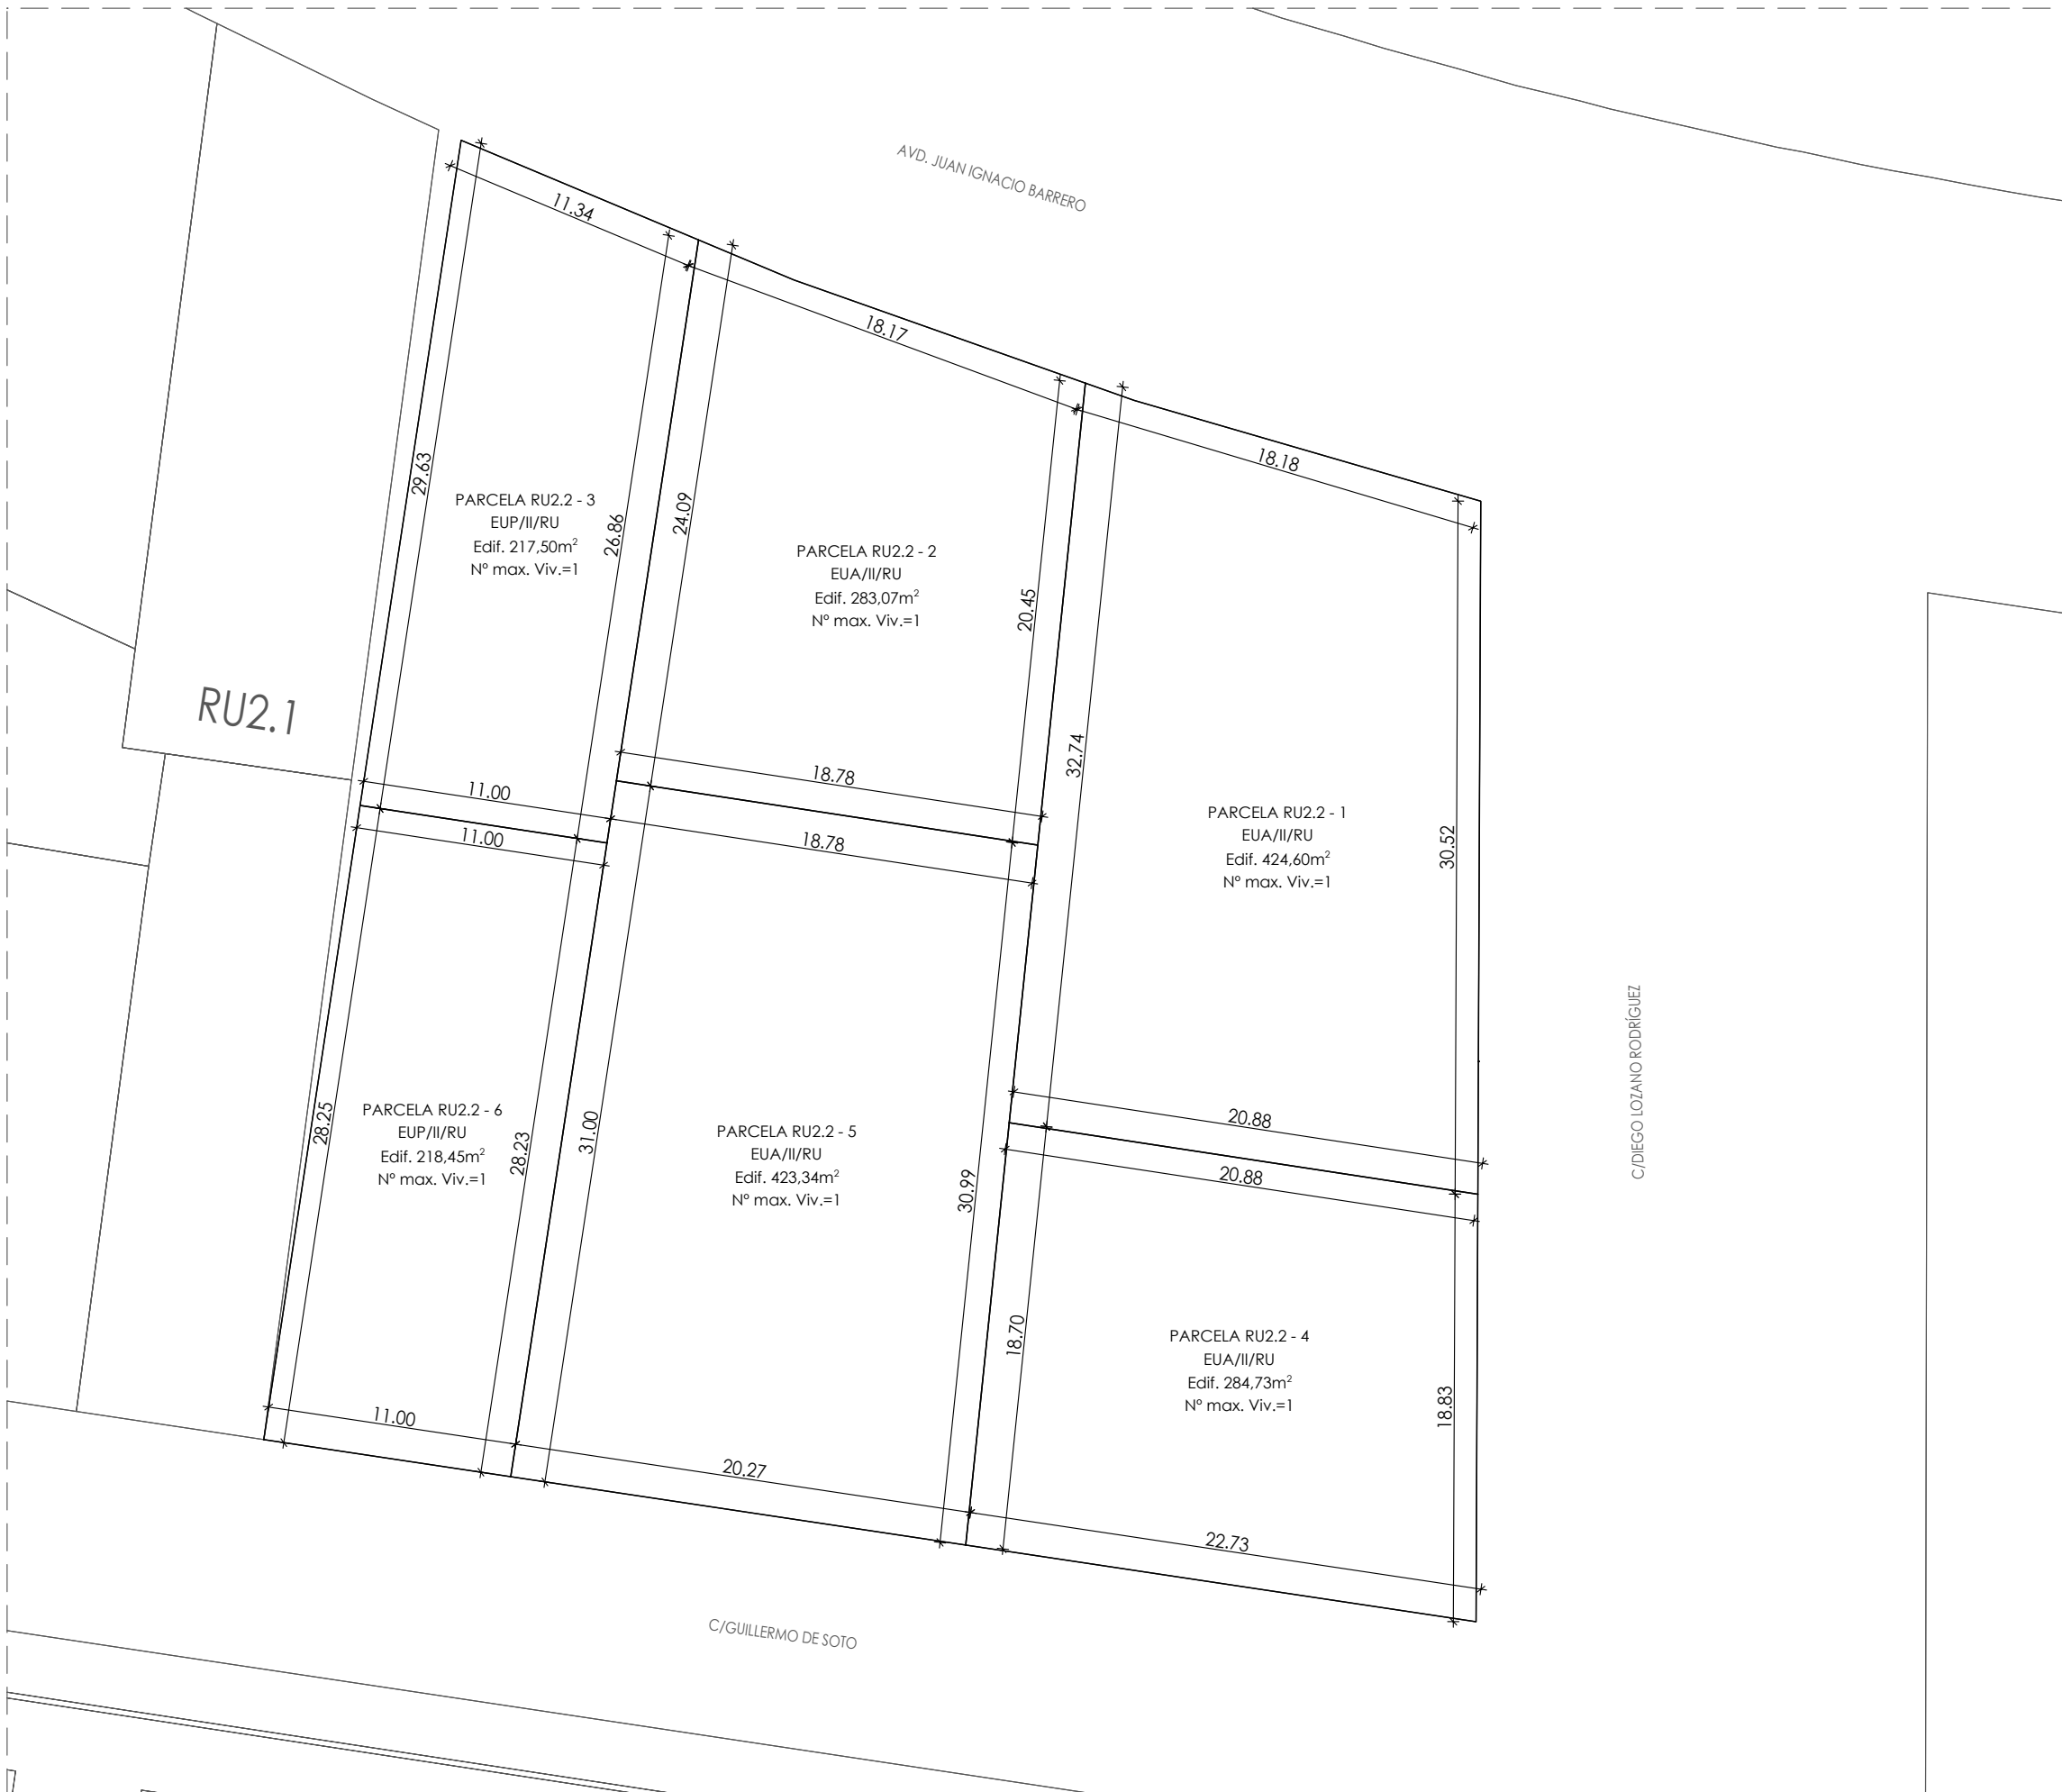 AVD. JUAN IGNACIO BARRERO
11.34
18.17
18.18
29.63
PARCELA RU2.2 - 3
EUP/II/RU
Edif. 217,50m²
Nº max. Viv.=1
26.86
24.09
PARCELA RU2.2 - 2
EUA/II/RU
Edif. 283,07m²
Nº max. Viv.=1
20.45
32.74
RU2.1
11.00
11.00
18.78
18.78
PARCELA RU2.2 - 1
EUA/II/RU
Edif. 424,60m²
Nº max. Viv.=1
30.52
C/DIEGO LOZANO RODRÍGUEZ
28.25
PARCELA RU2.2 - 6
EUP/II/RU
Edif. 218,45m²
Nº max. Viv.=1
28.23
31.00
PARCELA RU2.2 - 5
EUA/II/RU
Edif. 423,34m²
Nº max. Viv.=1
30.99
20.88
20.88
18.70
PARCELA RU2.2 - 4
EUA/II/RU
Edif. 284,73m²
Nº max. Viv.=1
18.83
11.00
20.27
22.73
C/GUILLERMO DE SOTO